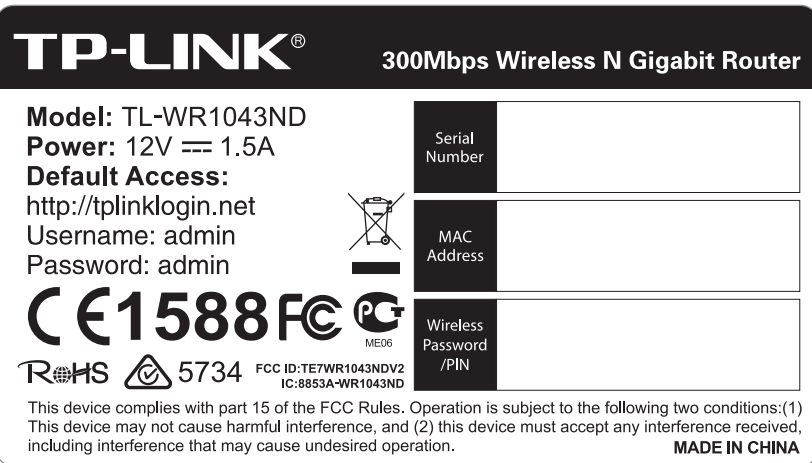 TP-LINK®
300Mbps Wireless N Gigabit Router
Model: TL-WR1043ND
Power: 12V ⎓ 1.5A
Default Access:
http://tplinklogin.net
Username: admin
Password: admin
Serial
Number
MAC
Address
Wireless
Password
/PIN
CE1588 FC PCT
ME06
RoHS 5734
FCC ID:TE7WR1043NDV2
IC:8853A-WR1043ND
This device complies with part 15 of the FCC Rules. Operation is subject to the following two conditions:(1)
This device may not cause harmful interference, and (2) this device must accept any interference received,
including interference that may cause undesired operation.
MADE IN CHINA